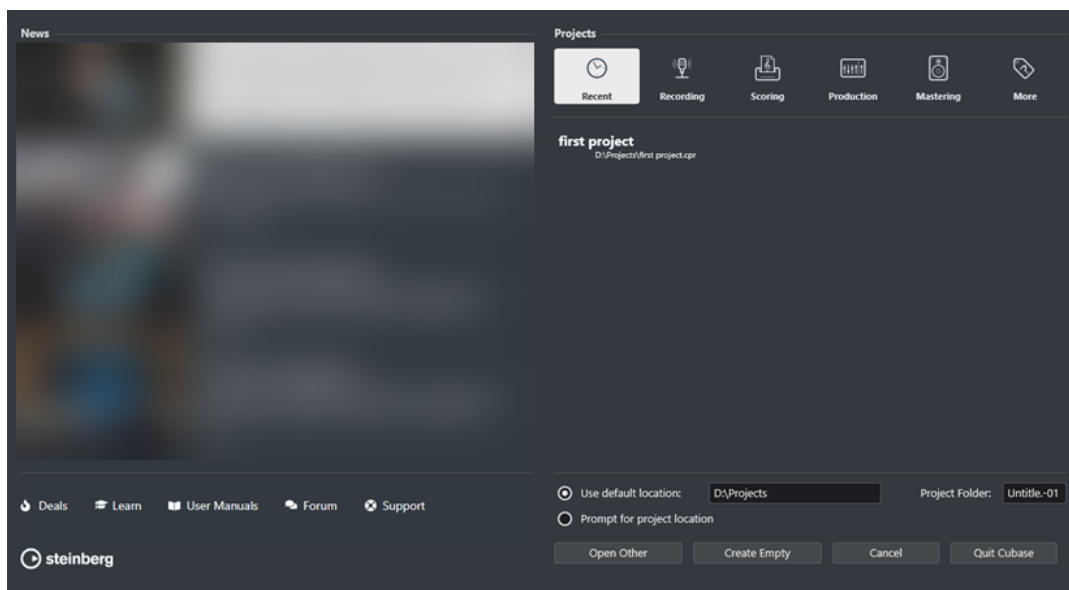 News
Projects
Recent
Recording
Scoring
Production
Mastering
More
first project
D:\Projects\first project.cpr
Use default location:
D:\Projects
Project Folder:
Untitle.-01
Prompt for project location
Deals
Learn
User Manuals
Forum
Support
steinberg
Open Other
Create Empty
Cancel
Quit Cubase